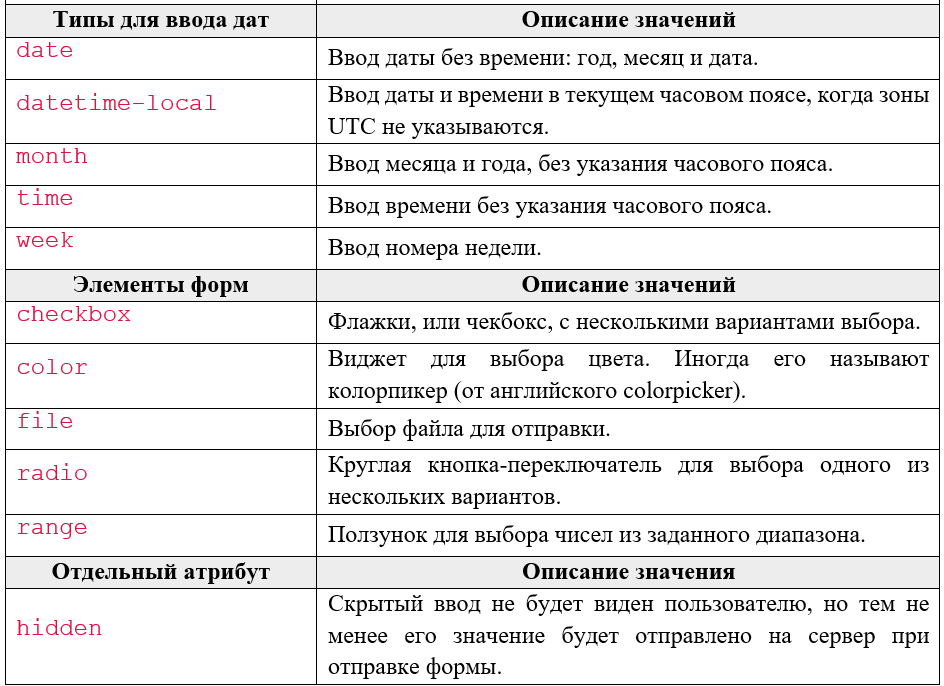 Типы для ввода дат Описание значений
date Ввод даты без времени: год, месяц и дата.
datetime-local Ввод даты и времени в текущем часовом поясе, когда зоны
UTC не указываются.
month Ввод месяца и года, без указания часового пояса.
time Ввод времени без указания часового пояса.
week Ввод номера недели.
Элементы форм Описание значений
checkbox Флажки, или чекбокс, с несколькими вариантами выбора.
color Виджет для выбора цвета. Иногда его называют
колорпикер (от английского colorpicker).
file Выбор файла для отправки.
radio Круглая кнопка-переключатель для выбора одного из
нескольких вариантов.
range Ползунок для выбора чисел из заданного диапазона.
Отдельный атрибут Описание значения
hidden Скрытый ввод не будет виден пользователю, но тем не
менее его значение будет отправлено на сервер при
отправке формы.